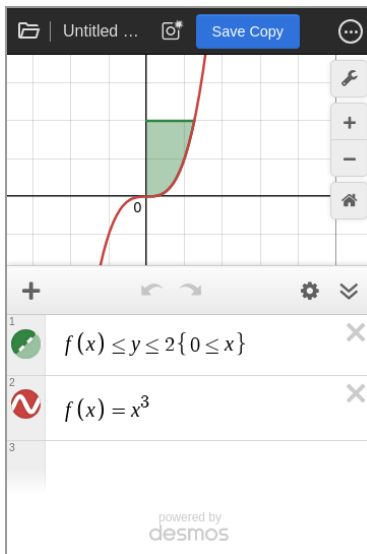 Untitled ...
Save Copy
0
1
f(x) ≤ y ≤ 2{0 ≤ x}
2
f(x) = x³
3
powered by
desmos